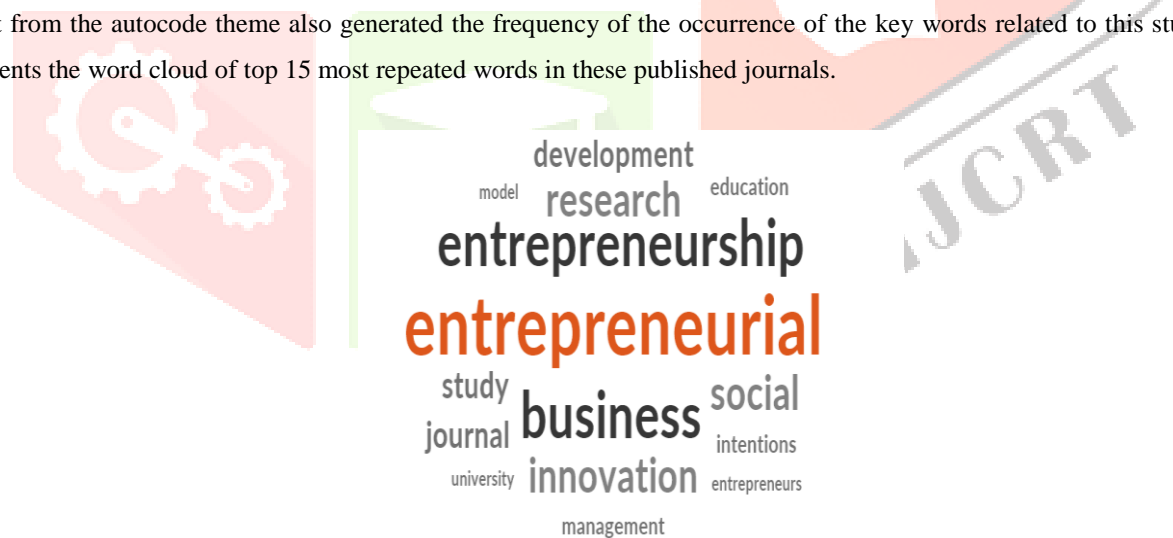 from the autocode theme also generated the frequency of the occurrence of the key words related to this
the word cloud of top 15 most repeated words in these published journals.
development
model research education
entrepreneurship
entrepreneurial
study business social
journal intentions
university innovation entrepreneurs
management
JCRT